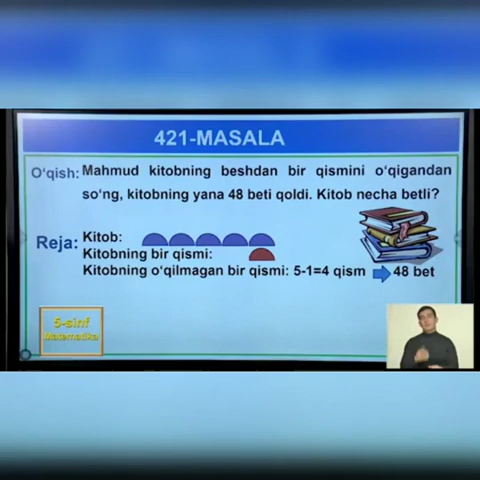 421-MASALA
O'qish: Mahmud kitobning beshdan bir qismini o'qigandan
so'ng, kitobning yana 48 beti qoldi. Kitob necha betli?
Reja: Kitob:
Kitobning bir qismi:
Kitobning o'qilmagan bir qismi: 5-1=4 qism 48 bet
5-sinf
Matematika